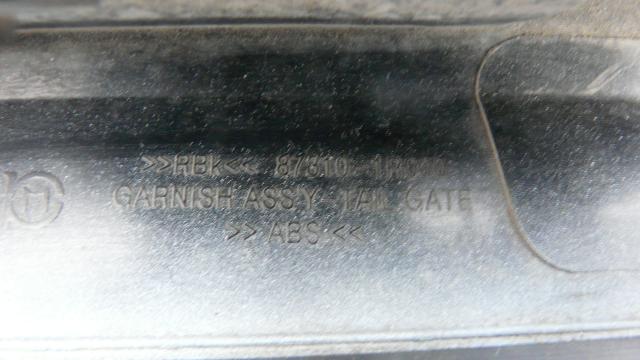 >>RBk<< 87310-
GARNISH ASS'Y-TAIL GATE
>> ABS <<